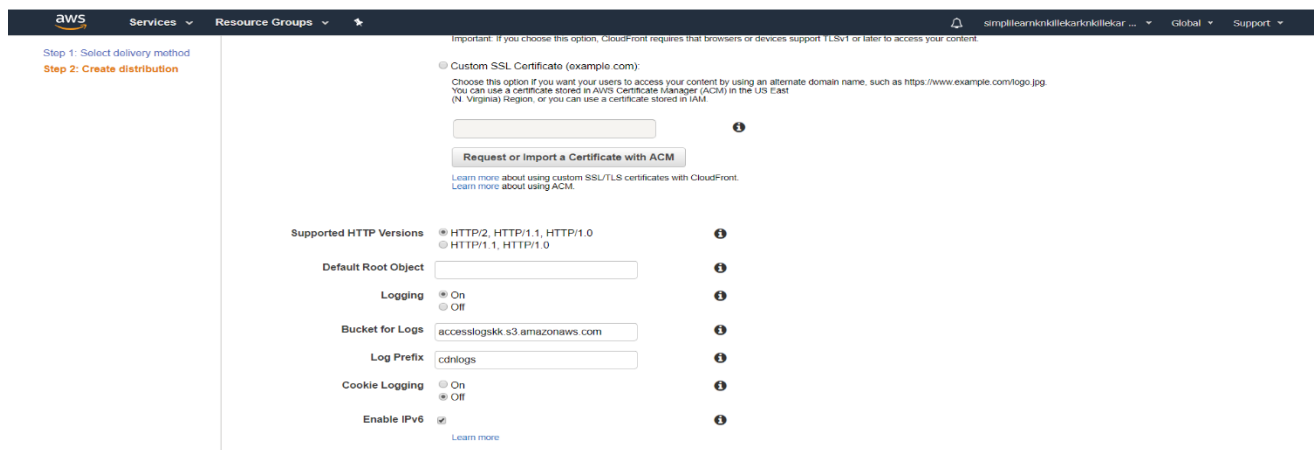 aws Services Resource Groups simplilearnknkillekarknkillekar ... Global Support
Step 1: Select delivery method
Step 2: Create distribution
Important: If you choose this option, CloudFront requires that browsers or devices support TLSv1 or later to access your content.
Custom SSL Certificate (example.com):
Choose this option if you want your users to access your content by using an alternate domain name, such as https://www.example.com/logo.jpg.
You can use a certificate stored in AWS Certificate Manager (ACM) in the US East
(N. Virginia) Region, or you can use a certificate stored in IAM.
Request or Import a Certificate with ACM
Learn more about using custom SSL/TLS certificates with CloudFront.
Learn more about using ACM.
Supported HTTP Versions HTTP/2, HTTP/1.1, HTTP/1.0
HTTP/1.1, HTTP/1.0
Default Root Object
Logging On
Off
Bucket for Logs accesslogskk.s3.amazonaws.com
Log Prefix cdnlogs
Cookie Logging On
Off
Enable IPv6
Learn more